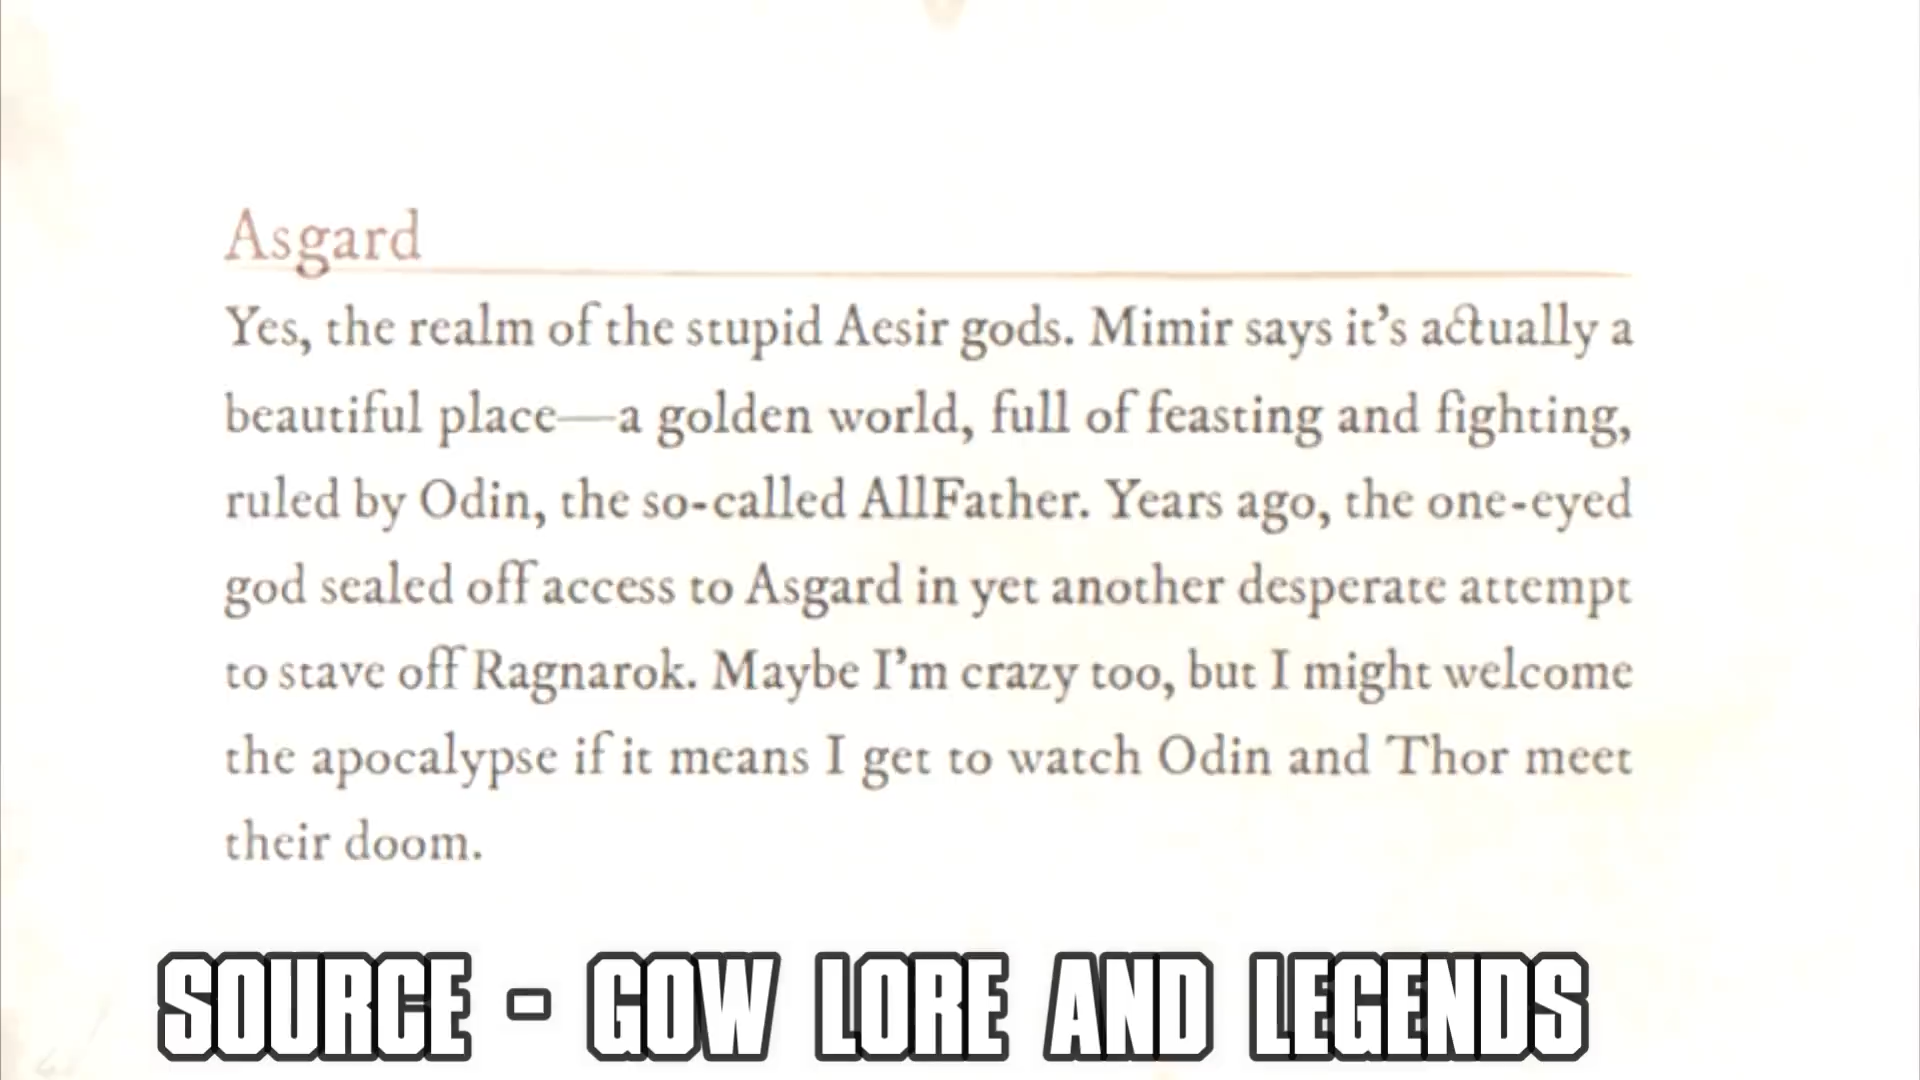 Asgard
Yes, the realm of the stupid Aesir gods. Mimir says it’s actually a
beautiful place—a golden world, full of feasting and fighting,
ruled by Odin, the so-called AllFather. Years ago, the one-eyed
god sealed off access to Asgard in yet another desperate attempt
to stave off Ragnarok. Maybe I’m crazy too, but I might welcome
the apocalypse if it means I get to watch Odin and Thor meet
their doom.
SOURCE - GOW LORE AND LEGENDS